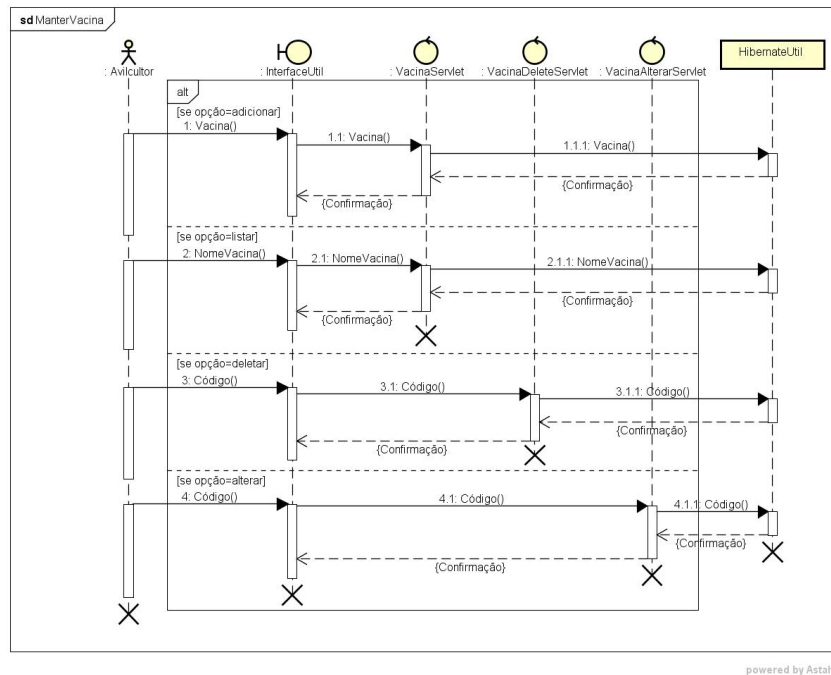 sd ManterVacina
: Avilcultor
: InterfaceUtil
: VacinaServlet
: VacinaDeleteServlet
: VacinaAlterarServlet
HibernateUtil
alt
[se opção=adicionar]
1: Vacina()
1.1: Vacina()
1.1.1: Vacina()
{Confirmação}
{Confirmação}
[se opção=listar]
2: NomeVacina()
2.1: NomeVacina()
2.1.1: NomeVacina()
{Confirmação}
{Confirmação}
[se opção=deletar]
3: Código()
3.1: Código()
3.1.1: Código()
{Confirmação}
{Confirmação}
[se opção=alterar]
4: Código()
4.1: Código()
4.1.1: Código()
{Confirmação}
{Confirmação}
powered by Astah